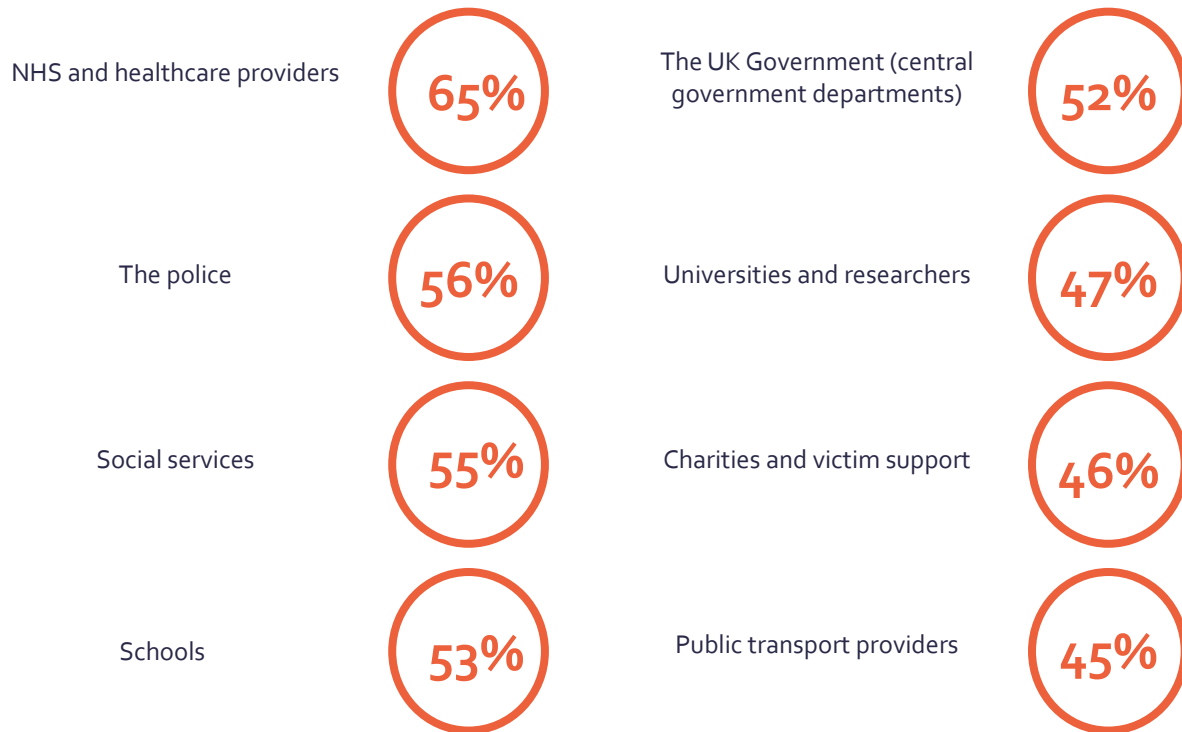 NHS and healthcare providers
65%
The UK Government (central
government departments)
52%
The police
56%
Universities and researchers
47%
Social services
55%
Charities and victim support
46%
Schools
53%
Public transport providers
45%